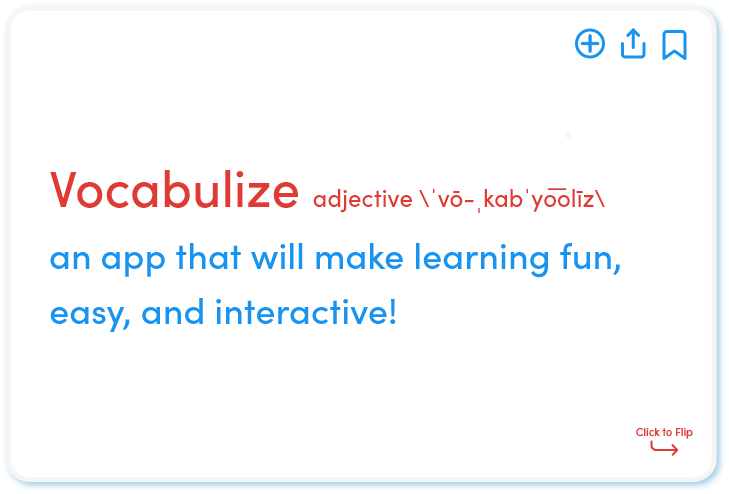 Vocabulize adjective \ˈvō-ˌkabˈyo͞olīz\
an app that will make learning fun,
easy, and interactive!
Click to Flip